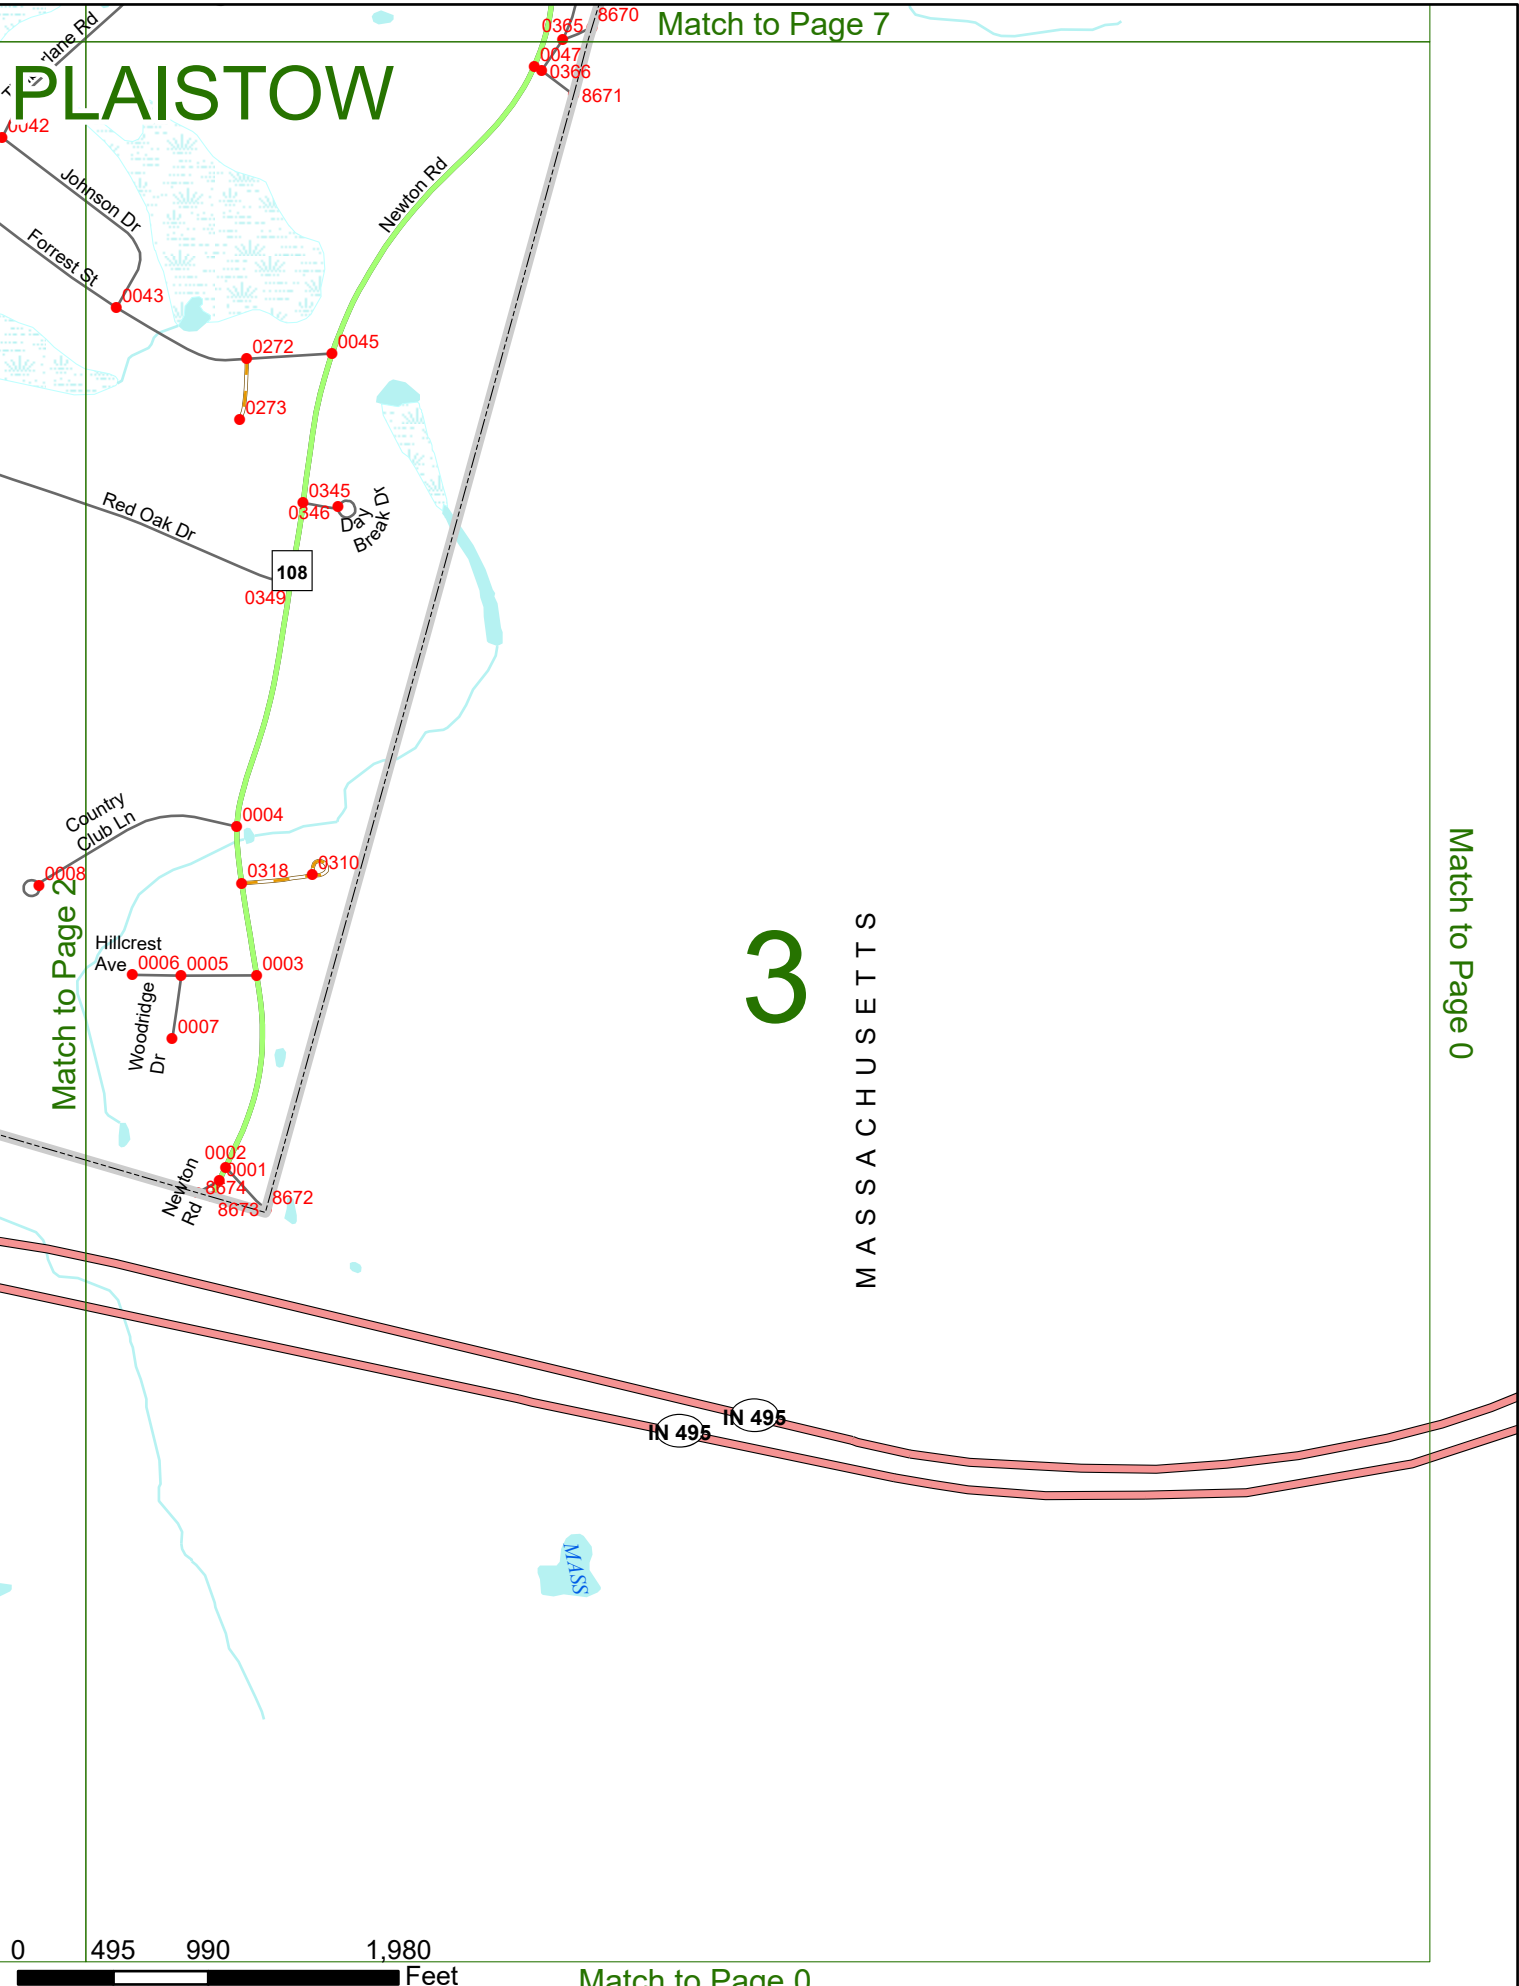 8670
0365
Match to Page 7
lane Rd
PLAISTOW
0047
0366
8671
0042
Johnson Dr
Newton Rd
Forrest St
0043
0272
0045
0273
0345
0346
Day
Break Dr
Red Oak Dr
108
0349
Country
Club Ln
0004
0008
0318
0310
Match to Page 2
Match to Page 0
3
MASSACHUSETTS
Hillcrest
Ave
0006
0005
0003
Woodridge
Dr
0007
0002
0001
8674
8673
8672
Newton
Rd
IN 495
IN 495
MASS
0
495
990
1,980
Feet
Match to Page 0